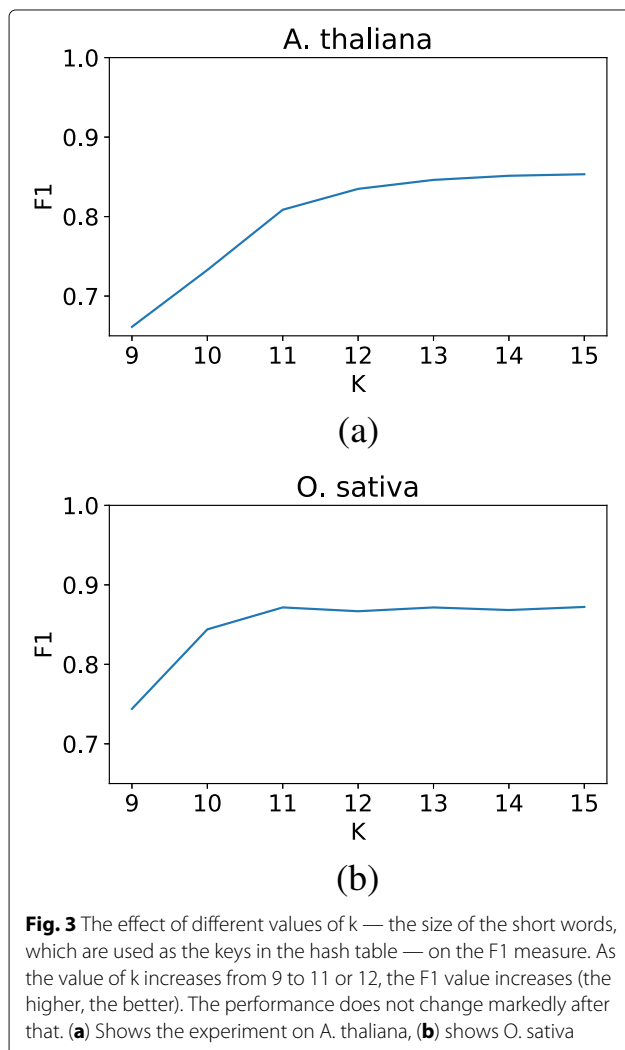 A. thaliana
1.0
0.9
0.8
0.7
F1
9 10 11 12 13 14 15
K
(a)
O. sativa
1.0
0.9
0.8
0.7
F1
9 10 11 12 13 14 15
K
(b)
Fig. 3 The effect of different values of k — the size of the short words,
which are used as the keys in the hash table — on the F1 measure. As
the value of k increases from 9 to 11 or 12, the F1 value increases (the
higher, the better). The performance does not change markedly after
that. (a) Shows the experiment on A. thaliana, (b) shows O. sativa